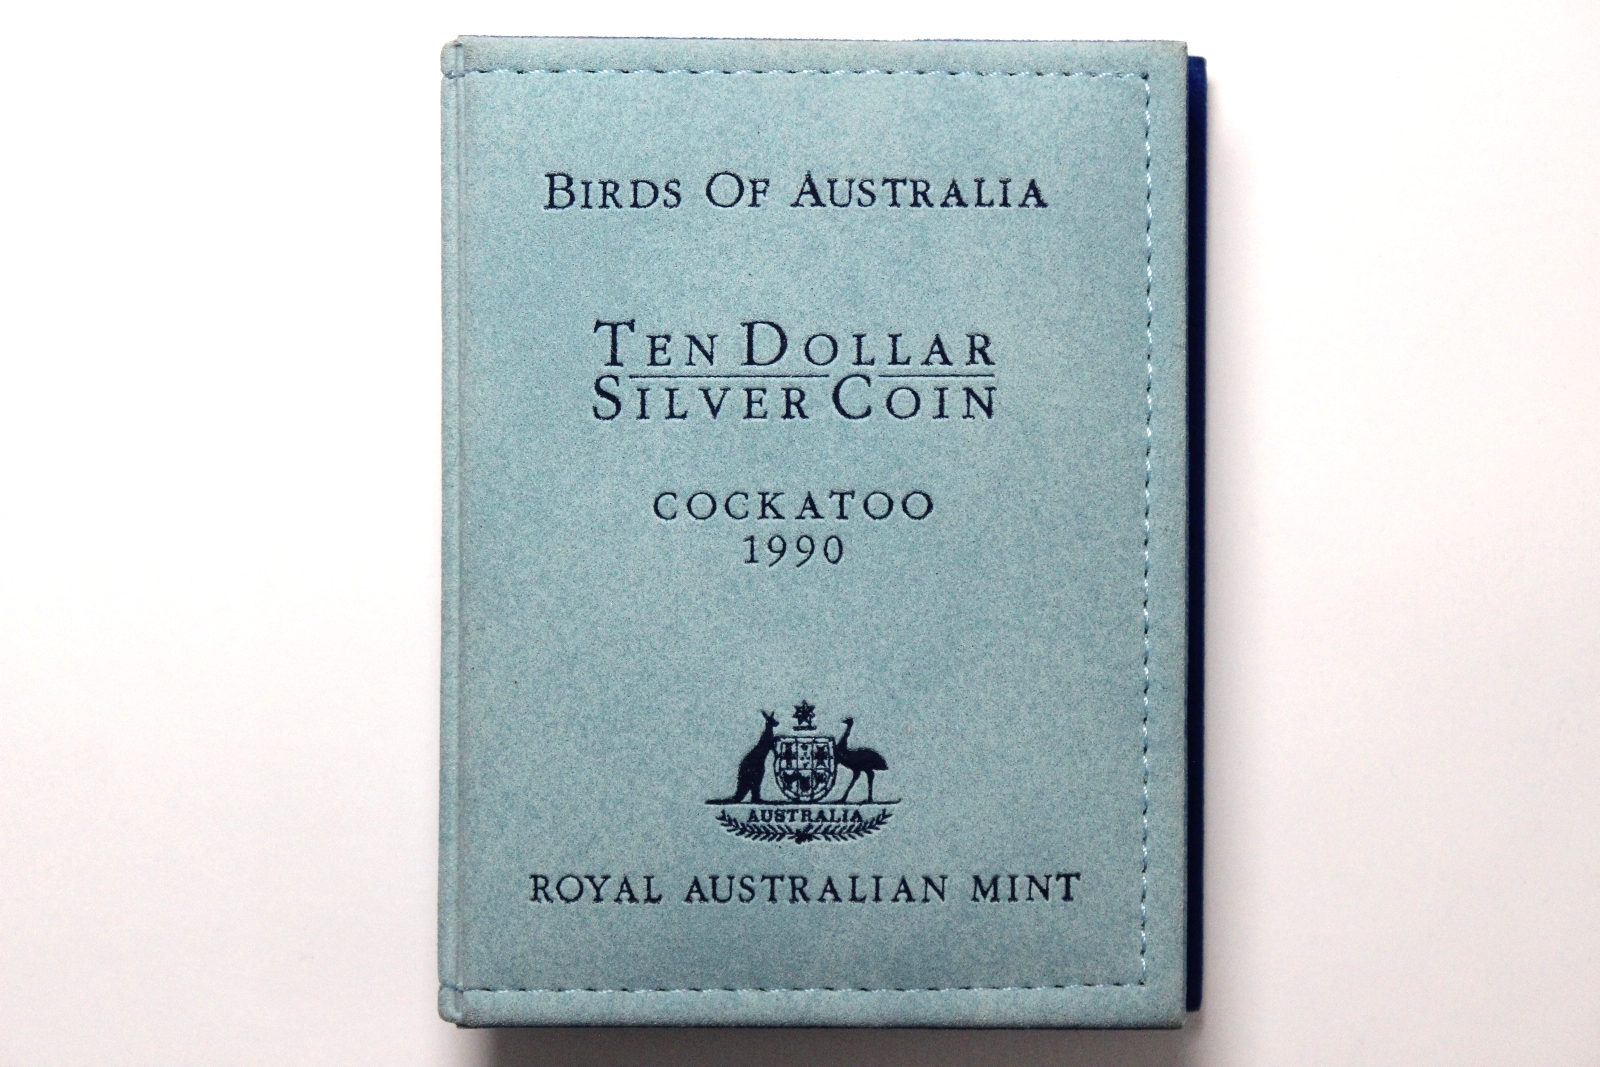 BIRDS OF AUSTRALIA
TEN DOLLAR
SILVER COIN
COCKATOO
1990
AUSTRALIA
ROYAL AUSTRALIAN MINT